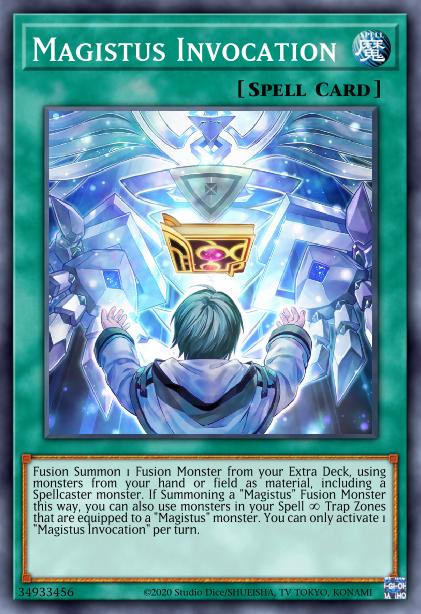 MAGISTUS INVOCATION
SPELL
魔
[SPELL CARD]
Fusion Summon 1 Fusion Monster from your Extra Deck, using
monsters from your hand or field as material, including a
Spellcaster monster. If Summoning a "Magistus" Fusion Monster
this way, you can also use monsters in your Spell ∞ Trap Zones
that are equipped to a "Magistus" monster. You can only activate 1
"Magistus Invocation" per turn.
34933456
©2020 Studio Dice/SHUEISHA, TV TOKYO, KONAMI